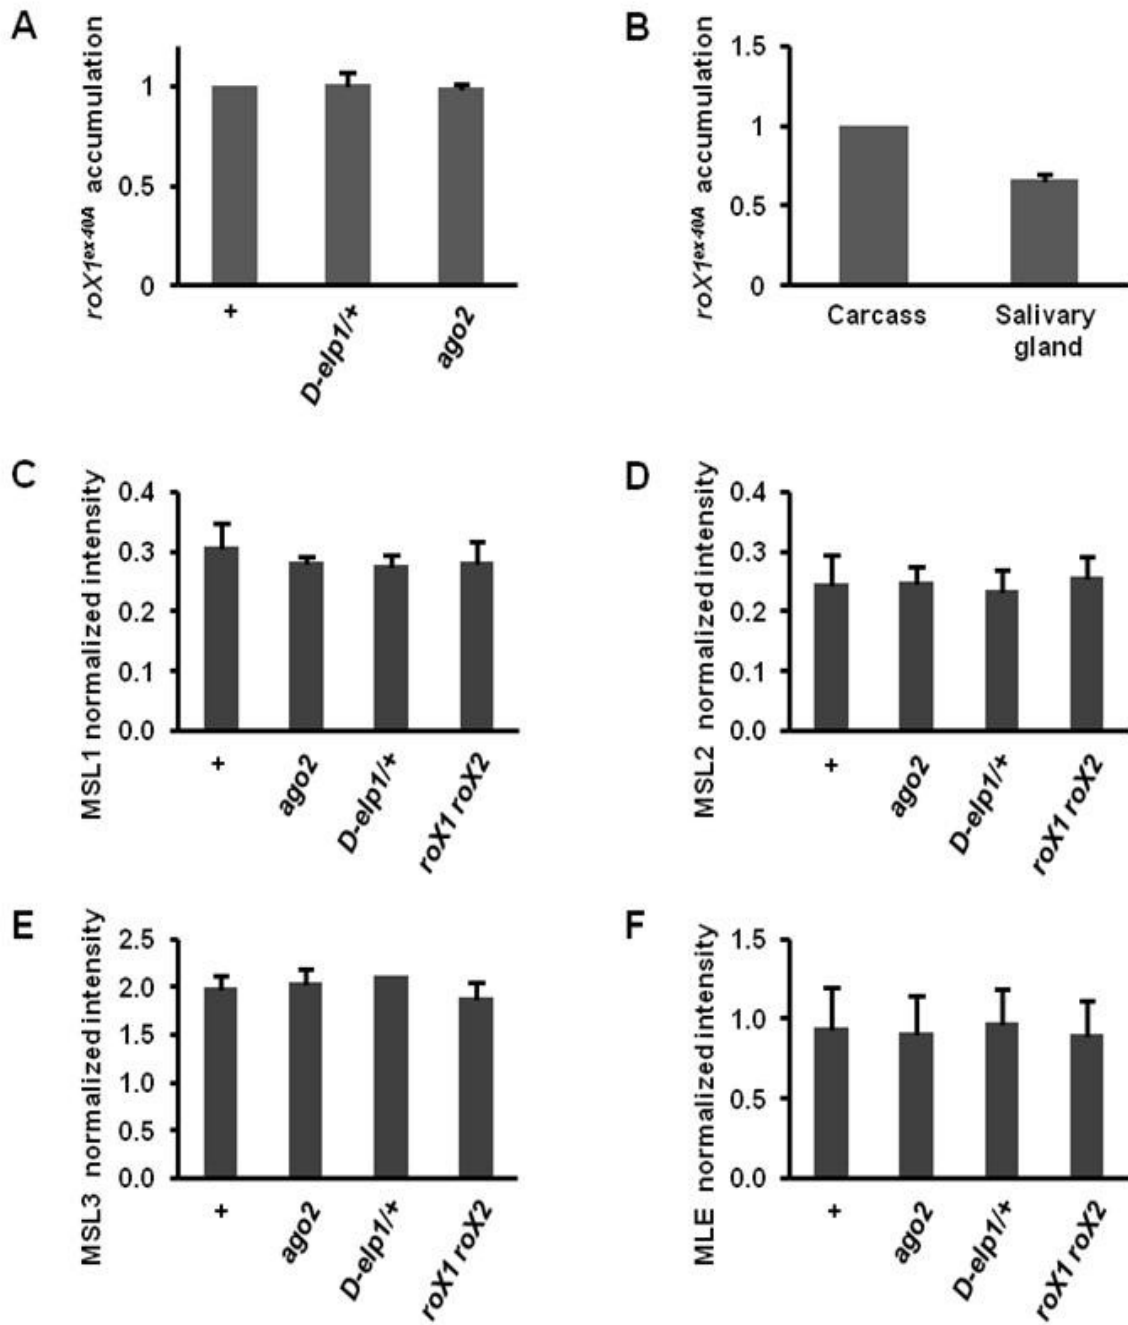 A
roX1ex40A accumulation
1
0.5
0
+
D-elp1/+
ago2
B
roX1ex40A accumulation
1.5
1
0.5
0
Carcass
Salivary
gland
C
MSL1 normalized intensity
0.4
0.3
0.2
0.1
0.0
+
ago2
D-elp1/+
roX1 roX2
D
MSL2 normalized intensity
0.4
0.3
0.2
0.1
0.0
+
ago2
D-elp1/+
roX1 roX2
E
MSL3 normalized intensity
2.5
2.0
1.5
1.0
0.5
0.0
+
ago2
D-elp1/+
roX1 roX2
F
MLE normalized intensity
1.5
1.0
0.5
0.0
+
ago2
D-elp1/+
roX1 roX2